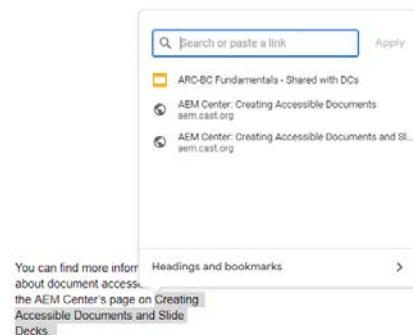 Search or paste a link
Apply
ARC-BC Fundamentals - Shared with DCs
AEM Center: Creating Accessible Documents
aem.cast.org
AEM Center: Creating Accessible Documents and Sl...
aem.cast.org
Headings and bookmarks
You can find more inform
about document access
the AEM Center's page on Creating
Accessible Documents and Slide
Decks.